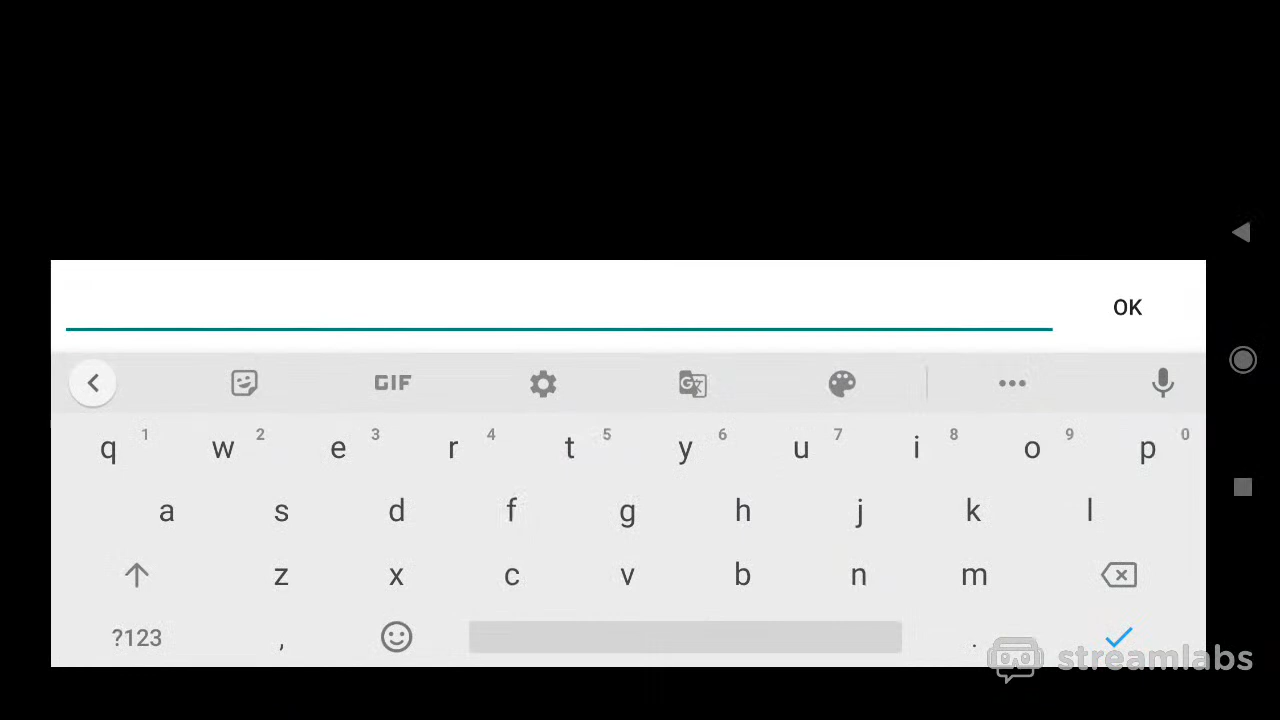 OK
GIF
q 1 w 2 e 3 r 4 t 5 y 6 u 7 i 8 o 9 p 0
a s d f g h j k l
z x c v b n m
?123 , .
streamlabs